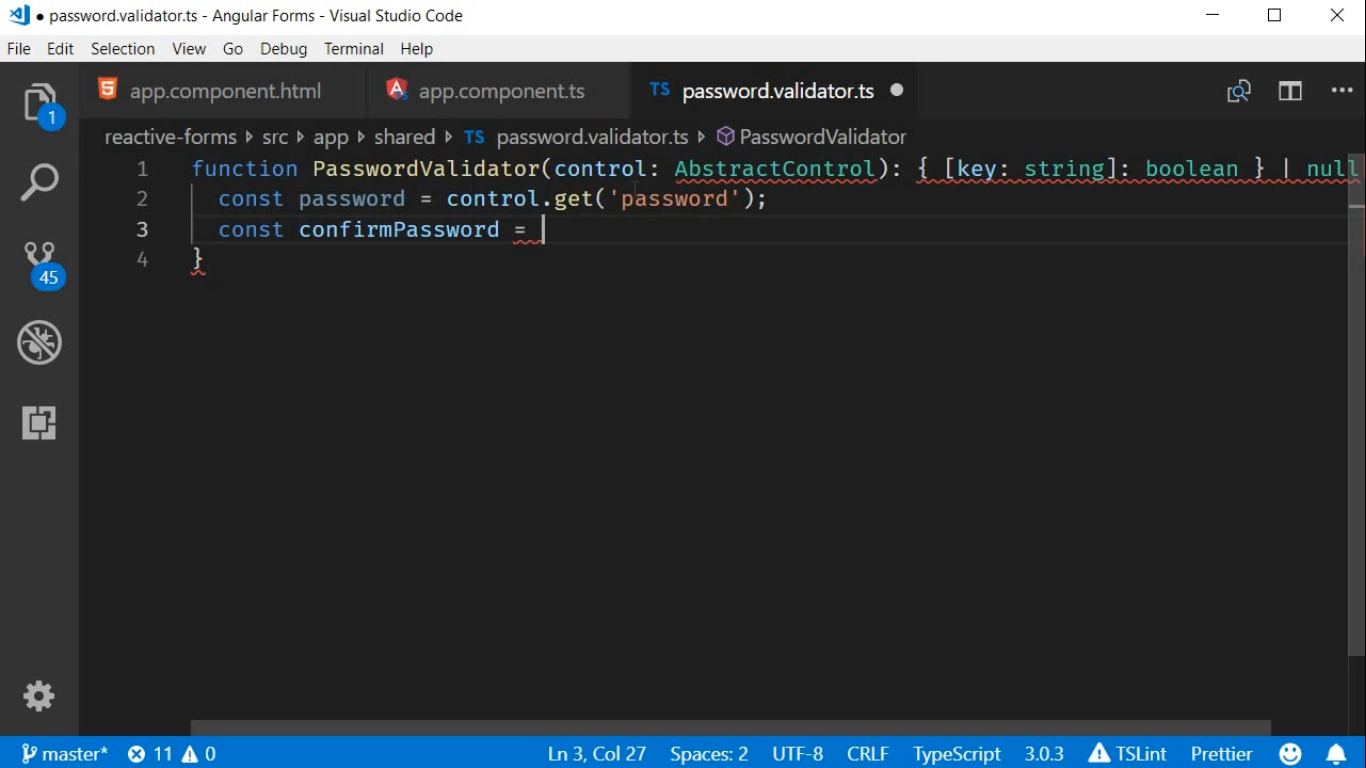 ● password.validator.ts - Angular Forms - Visual Studio Code
File Edit Selection View Go Debug Terminal Help
1
45
app.component.html
app.component.ts
TS password.validator.ts
reactive-forms src app shared TS password.validator.ts PasswordValidator
1 function PasswordValidator(control: AbstractControl): { [key: string]: boolean } | null
2 const password = control.get('password');
3 const confirmPassword =
4 }
master* 11 0 Ln 3, Col 27 Spaces: 2 UTF-8 CRLF TypeScript 3.0.3 TSLint Prettier